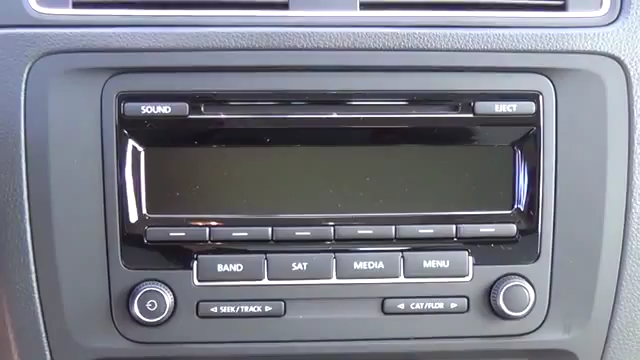 SOUND EJECT
BAND SAT MEDIA MENU
SEEK/TRACK CAT/FLDR